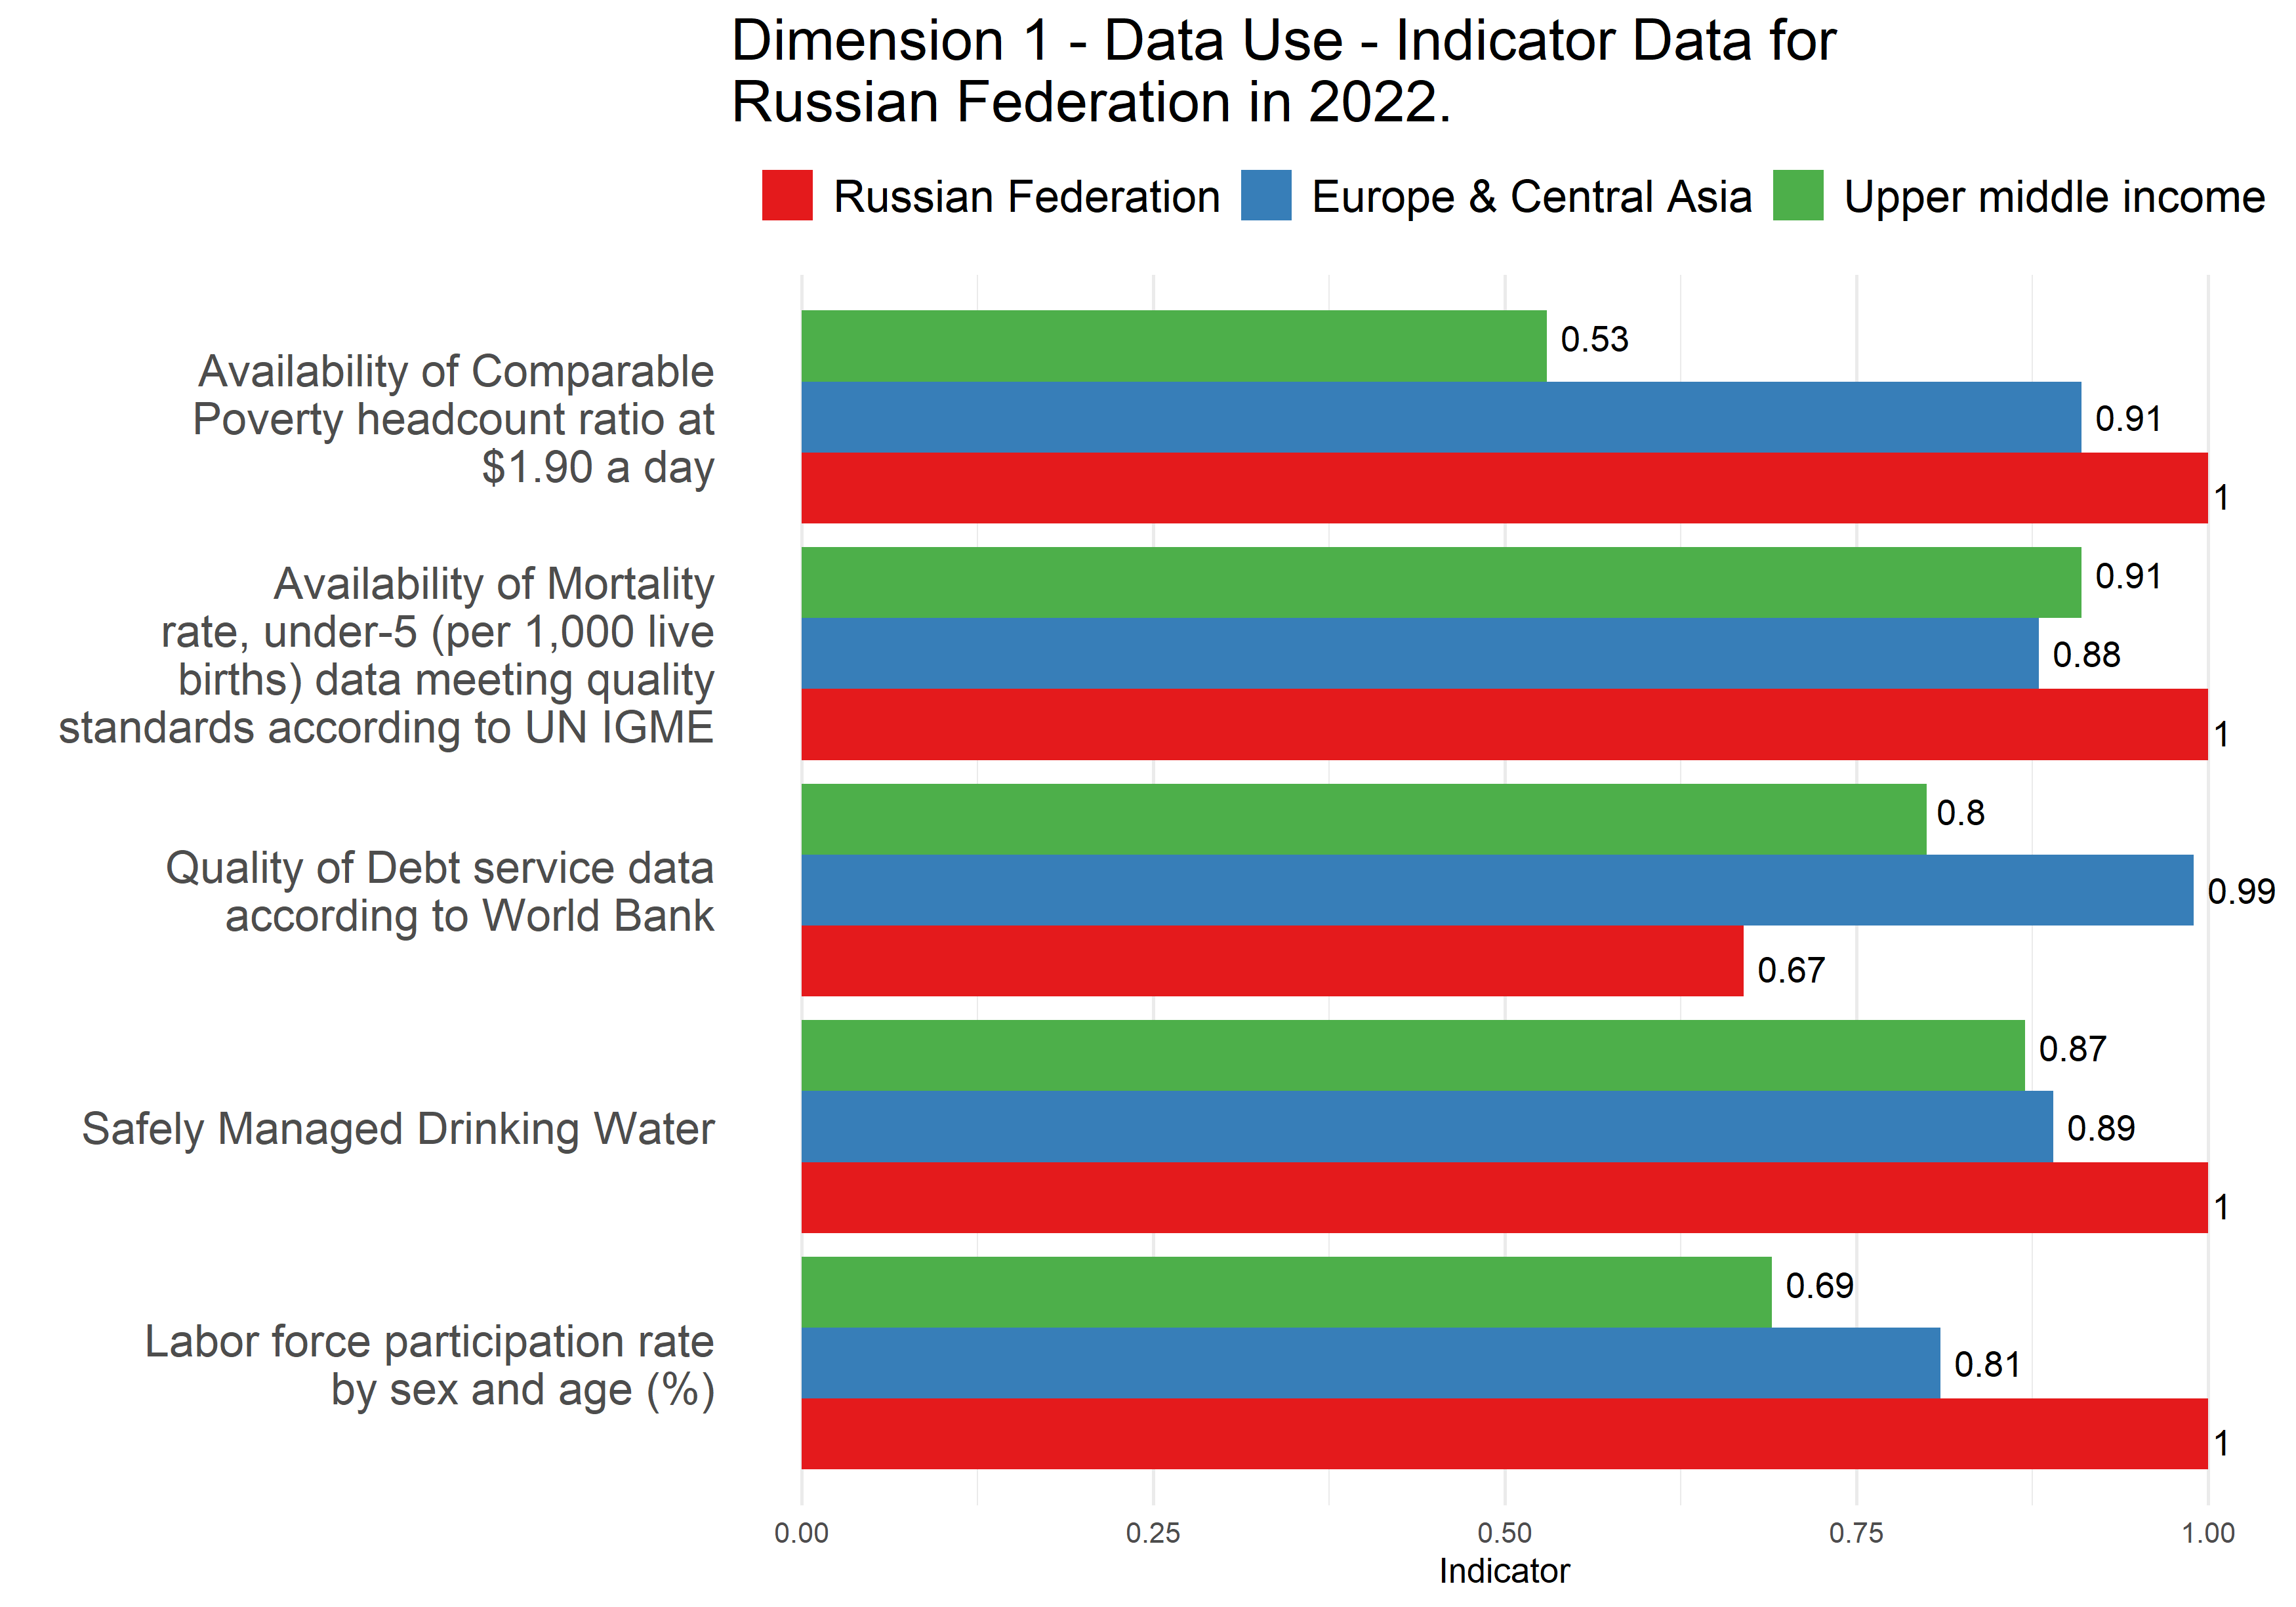 Dimension 1 - Data Use - Indicator Data for
Russian Federation in 2022.
Russian Federation
Europe & Central Asia
Upper middle income
Availability of Comparable
Poverty headcount ratio at
$1.90 a day
0.53
0.91
1
Availability of Mortality
rate, under-5 (per 1,000 live
births) data meeting quality
standards according to UN IGME
0.91
0.88
1
Quality of Debt service data
according to World Bank
0.8
0.99
0.67
Safely Managed Drinking Water
0.87
0.89
1
Labor force participation rate
by sex and age (%)
0.69
0.81
1
0.00
0.25
0.50
0.75
1.00
Indicator